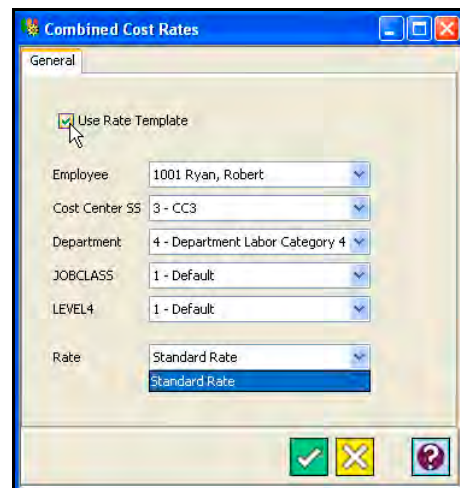 Combined Cost Rates
General
Use Rate Template
Employee 1001 Ryan, Robert
Cost Center SS 3 - CC3
Department 4 - Department Labor Category 4
JOBCLASS 1 - Default
LEVEL4 1 - Default
Rate Standard Rate
Standard Rate
?